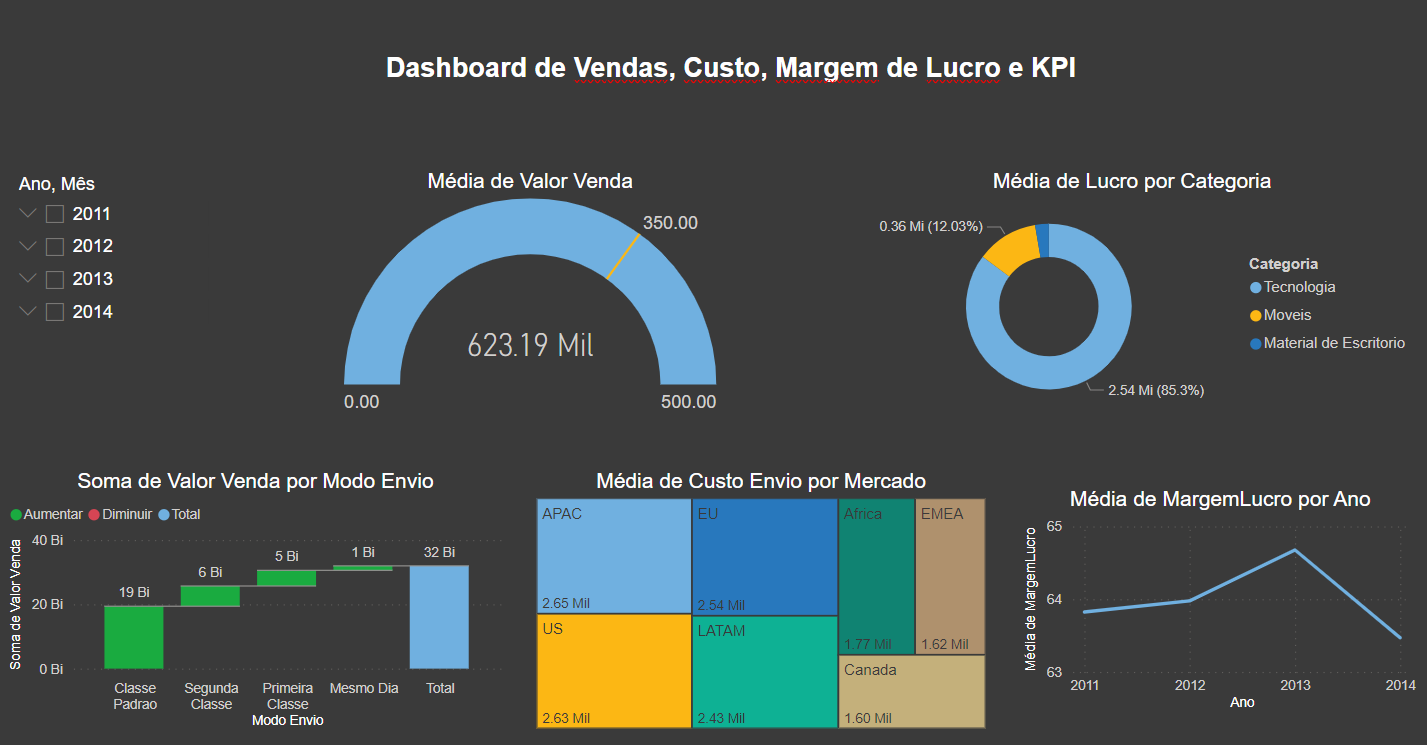 Dashboard de Vendas, Custo, Margem de Lucro e KPI
Ano, Mês
2011
2012
2013
2014
Média de Valor Venda
350.00
623.19 Mil
0.00
500.00
Média de Lucro por Categoria
0.36 Mi (12.03%)
2.54 Mi (85.3%)
Categoria
Tecnologia
Moveis
Material de Escritorio
Soma de Valor Venda por Modo Envio
Aumentar Diminuir Total
Soma de Valor Venda
40 Bi
20 Bi
0 Bi
19 Bi
6 Bi
5 Bi
1 Bi
32 Bi
Classe
Padrao
Segunda
Classe
Primeira
Classe
Mesmo Dia
Total
Modo Envio
Média de Custo Envio por Mercado
APAC
2.65 Mil
US
2.63 Mil
EU
2.54 Mil
LATAM
2.43 Mil
Africa
1.77 Mil
EMEA
1.62 Mil
Canada
1.60 Mil
Média de MargemLucro por Ano
Média de MargemLucro
65
64
63
2011
2012
2013
2014
Ano